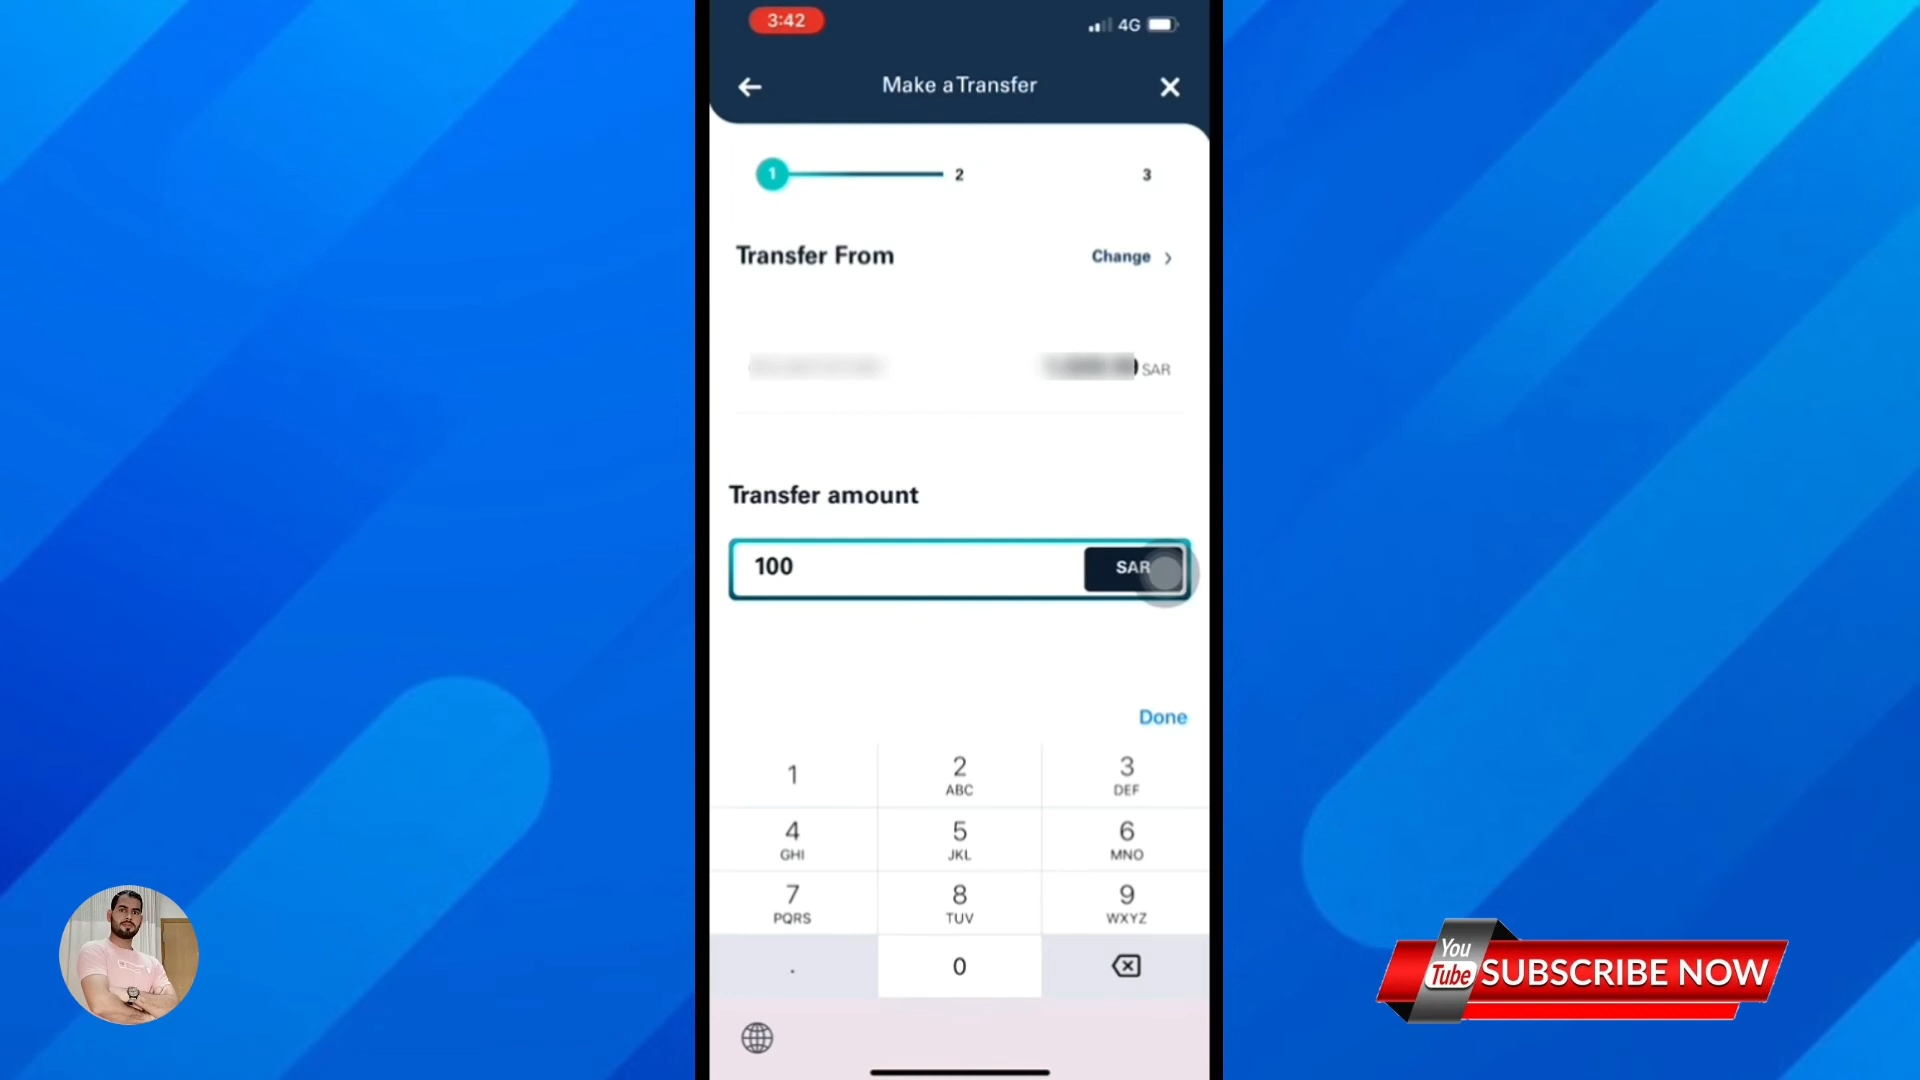 3:42
4G
Make a Transfer
1
2
3
Transfer From
Change >
SAR
Transfer amount
100
SAR
Done
1
2
3
ABC
DEF
4
5
6
GHI
JKL
MNO
7
8
9
PQRS
TUV
WXYZ
.
0
You
Tube
SUBSCRIBE NOW